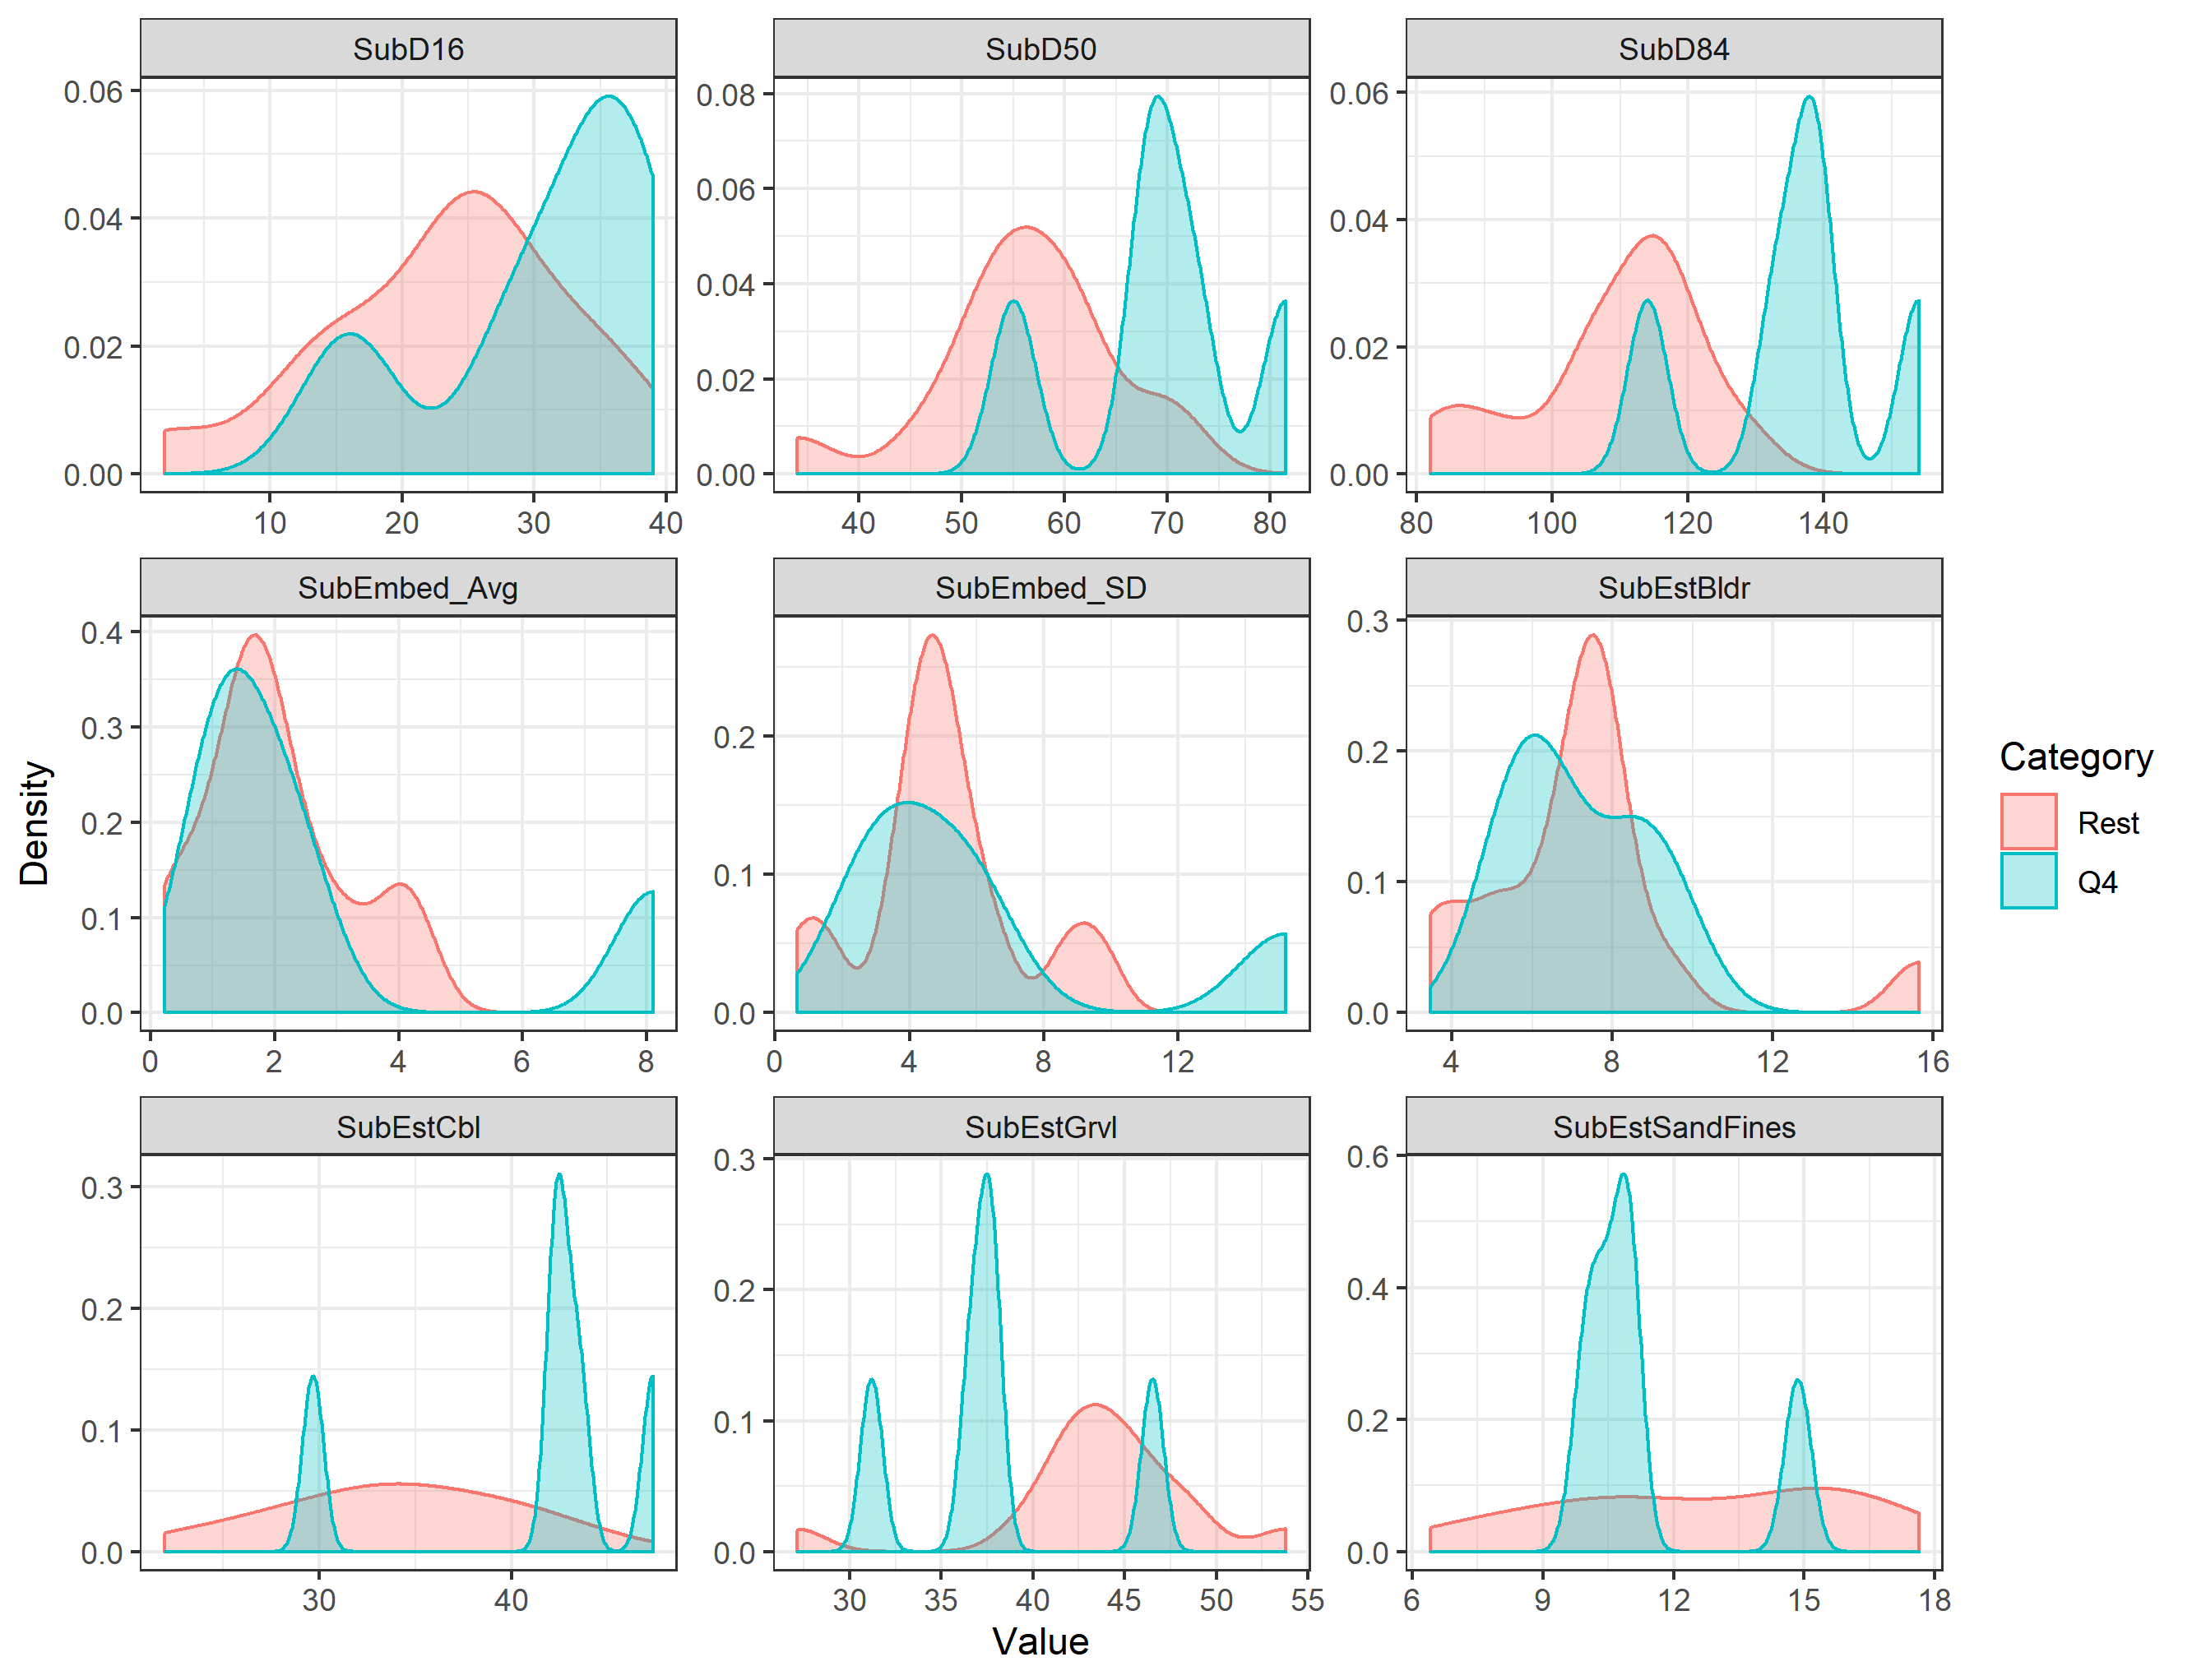 SubD16 SubD50 SubD84
0.06 0.08 0.06
0.04 0.06 0.04
0.02 0.04 0.02
0.00 0.02 0.00
0.00
10 20 30 40 40 50 60 70 80 80 100 120 140
SubEmbed_Avg SubEmbed_SD SubEstBldr
0.4 0.2 0.3
0.3 0.1 0.2
0.2 0.0 0.1
0.1 0.0
0.0
0 2 4 6 8 0 4 8 12 4 8 12 16
SubEstCbl SubEstGrvl SubEstSandFines
0.3 0.3 0.6
0.2 0.2 0.4
0.1 0.1 0.2
0.0 0.0 0.0
30 40 30 35 40 45 50 55 6 9 12 15 18
Value
Density
Category
Rest
Q4